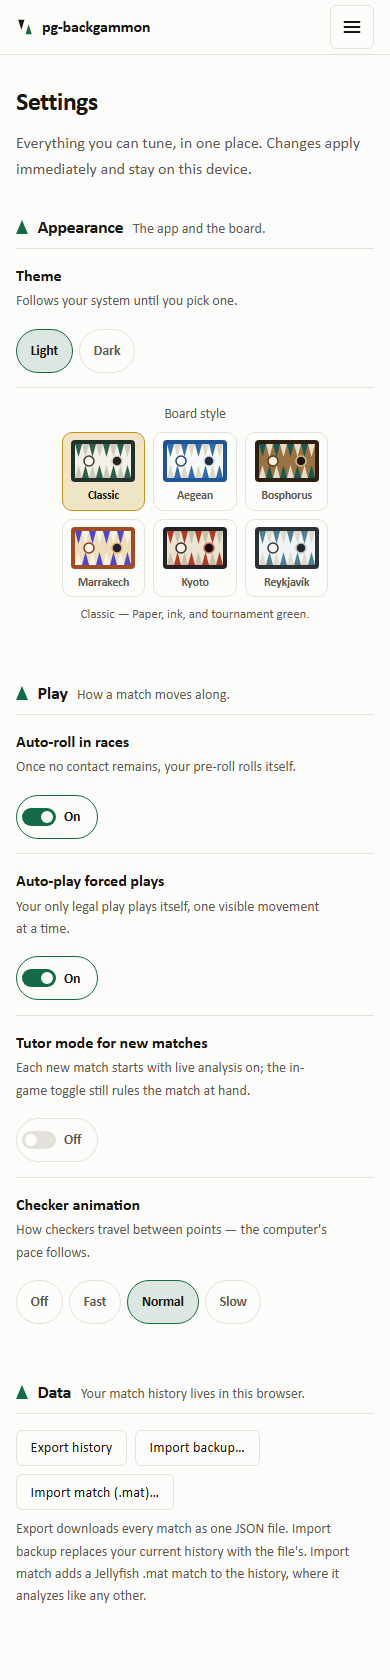 pg-backgammon
Settings
Everything you can tune, in one place. Changes apply
immediately and stay on this device.
Appearance The app and the board.
Theme
Follows your system until you pick one.
Light Dark
Board style
Classic Aegean Bosphorus
Marrakech Kyoto Reykjavík
Classic — Paper, ink, and tournament green.
Play How a match moves along.
Auto-roll in races
Once no contact remains, your pre-roll rolls itself.
On
Auto-play forced plays
Your only legal play plays itself, one visible movement
at a time.
On
Tutor mode for new matches
Each new match starts with live analysis on; the in-
game toggle still rules the match at hand.
Off
Checker animation
How checkers travel between points — the computer's
pace follows.
Off Fast Normal Slow
Data Your match history lives in this browser.
Export history Import backup...
Import match (.mat)...
Export downloads every match as one JSON file. Import
backup replaces your current history with the file's. Import
match adds a Jellyfish .mat match to the history, where it
analyzes like any other.